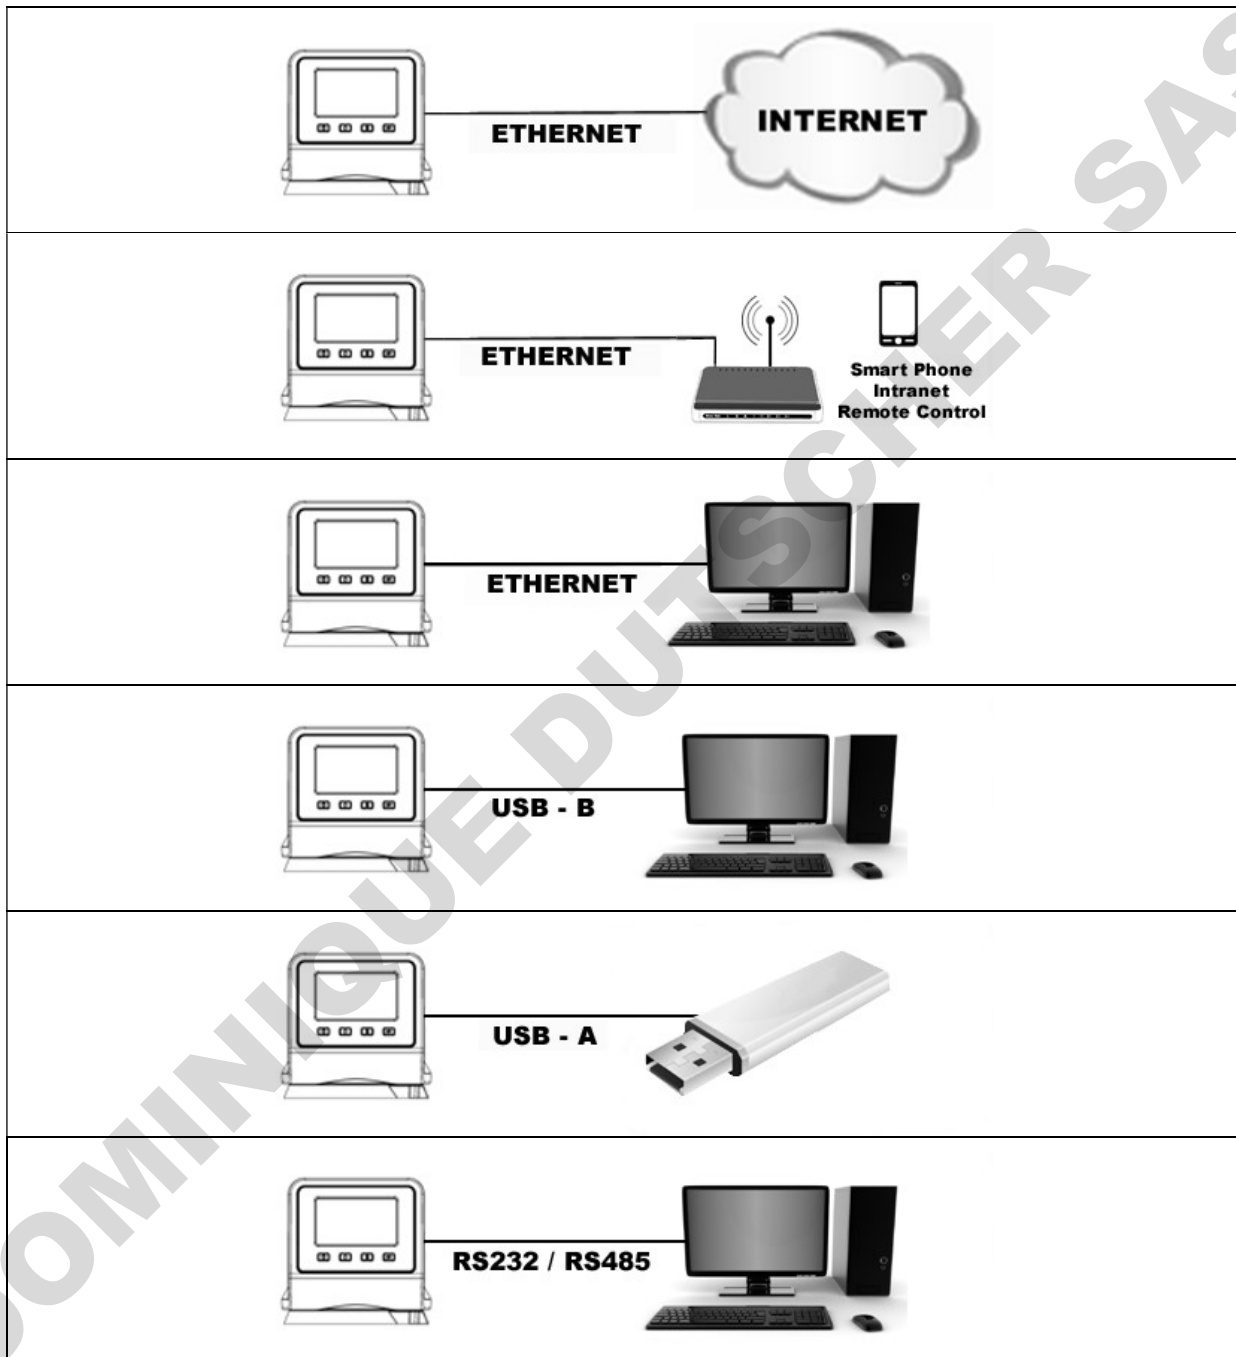 ETHERNET
INTERNET
ETHERNET
Smart Phone
Intranet
Remote Control
ETHERNET
USB - B
USB - A
RS232 / RS485
DOMINIQUE DUTSCHER SAS